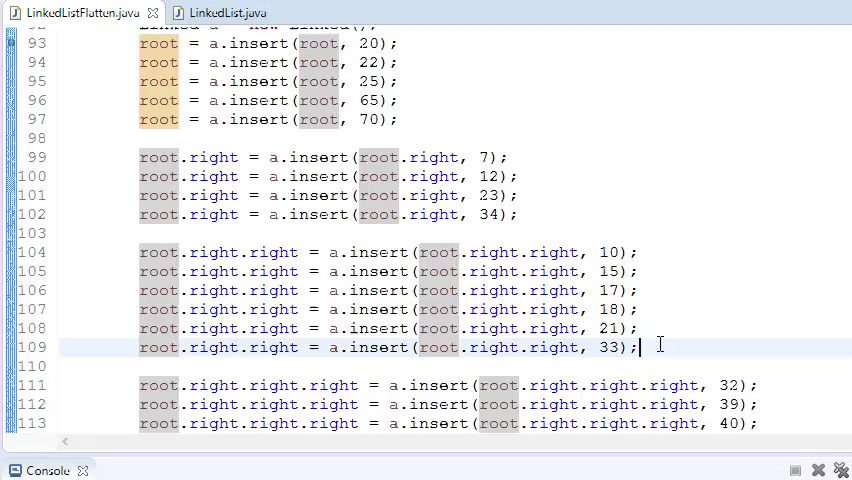 LinkedListFlatten.java LinkedList.java
92 Linked a = new Linked();
93 root = a.insert(root, 20);
94 root = a.insert(root, 22);
95 root = a.insert(root, 25);
96 root = a.insert(root, 65);
97 root = a.insert(root, 70);
98
99 root.right = a.insert(root.right, 7);
100 root.right = a.insert(root.right, 12);
101 root.right = a.insert(root.right, 23);
102 root.right = a.insert(root.right, 34);
103
104 root.right.right = a.insert(root.right.right, 10);
105 root.right.right = a.insert(root.right.right, 15);
106 root.right.right = a.insert(root.right.right, 17);
107 root.right.right = a.insert(root.right.right, 18);
108 root.right.right = a.insert(root.right.right, 21);
109 root.right.right = a.insert(root.right.right, 33);
110
111 root.right.right.right = a.insert(root.right.right.right, 32);
112 root.right.right.right = a.insert(root.right.right.right, 39);
113 root.right.right.right = a.insert(root.right.right.right, 40);
Console